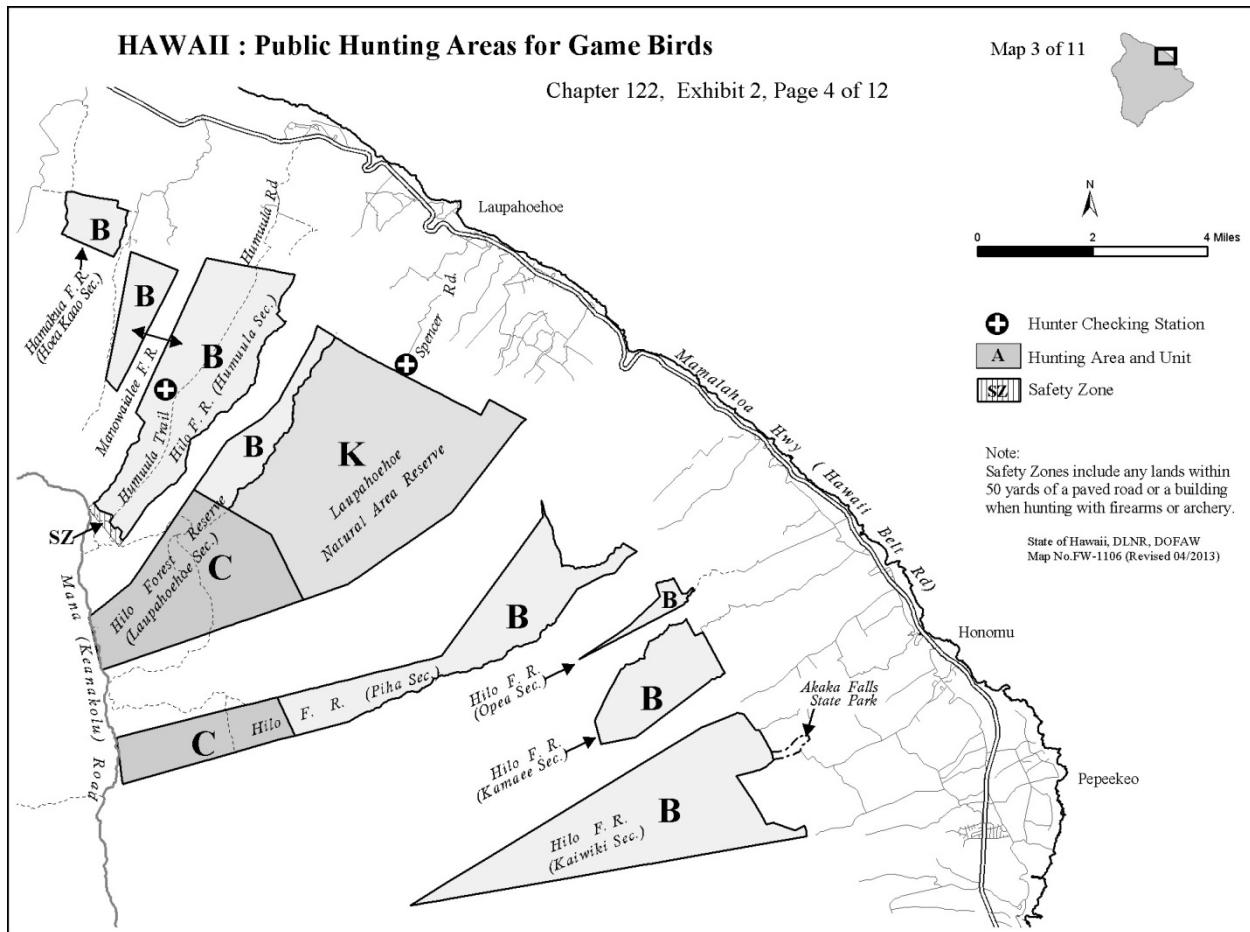 HAWAII : Public Hunting Areas for Game Birds
Chapter 122, Exhibit 2, Page 4 of 12
Map 3 of 11
N
0 2 4 Miles
Hunter Checking Station
A Hunting Area and Unit
SZ Safety Zone
Note:
Safety Zones include any lands within
50 yards of a paved road or a building
when hunting with firearms or archery.
State of Hawaii, DLNR, DOFAW
Map No.FW-1106 (Revised 04/2013)
Laupahoehoe
Humuula Rd
Spencer Rd.
B
Hamakua F. R.
(Hoea Kaao Sec.)
B
Manowaialee F. R.
B
Humuula Trail
Hilo F. R. (Humuula Sec.)
SZ
B
K
Laupahoehoe
Natural Area Reserve
C
Hilo Forest Reserve
(Laupahoehoe Sec.)
Mana (Keanakolu) Road
Mamalahoa Hwy (Hawaii Belt Rd)
B
C
Hilo F. R. (Piha Sec.)
B
Hilo F. R.
(Opea Sec.)
B
Hilo F. R.
(Kamaee Sec.)
Akaka Falls
State Park
B
Hilo F. R.
(Kaiwiki Sec.)
Honomu
Pepeekeo